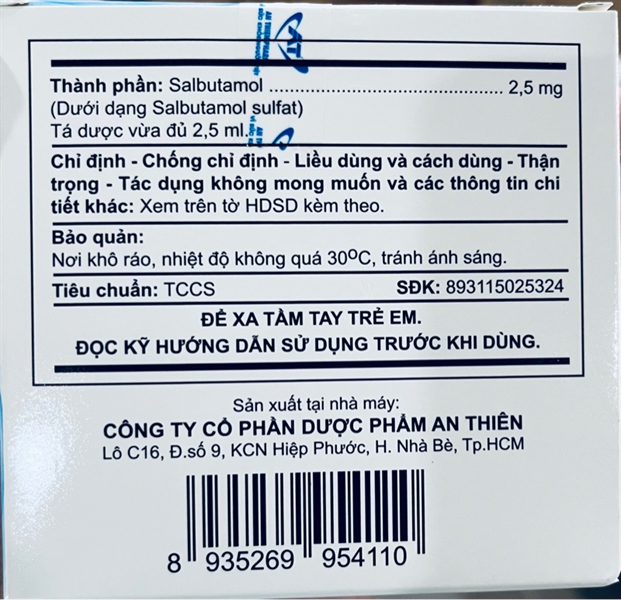 Thành phần: Salbutamol ................................................. 2,5 mg
(Dưới dạng Salbutamol sulfat)
Tá dược vừa đủ 2,5 ml.
Chỉ định - Chống chỉ định - Liều dùng và cách dùng - Thận
trọng - Tác dụng không mong muốn và các thông tin chi
tiết khác: Xem trên tờ HDSD kèm theo.
Bảo quản:
Nơi khô ráo, nhiệt độ không quá 30ºC, tránh ánh sáng.
Tiêu chuẩn: TCCS SĐK: 893115025324
ĐỂ XA TẦM TAY TRẺ EM.
ĐỌC KỸ HƯỚNG DẪN SỬ DỤNG TRƯỚC KHI DÙNG.
Sản xuất tại nhà máy:
CÔNG TY CỔ PHẦN DƯỢC PHẨM AN THIÊN
Lô C16, Đ.số 9, KCN Hiệp Phước, H. Nhà Bè, Tp.HCM
8 935269 954110